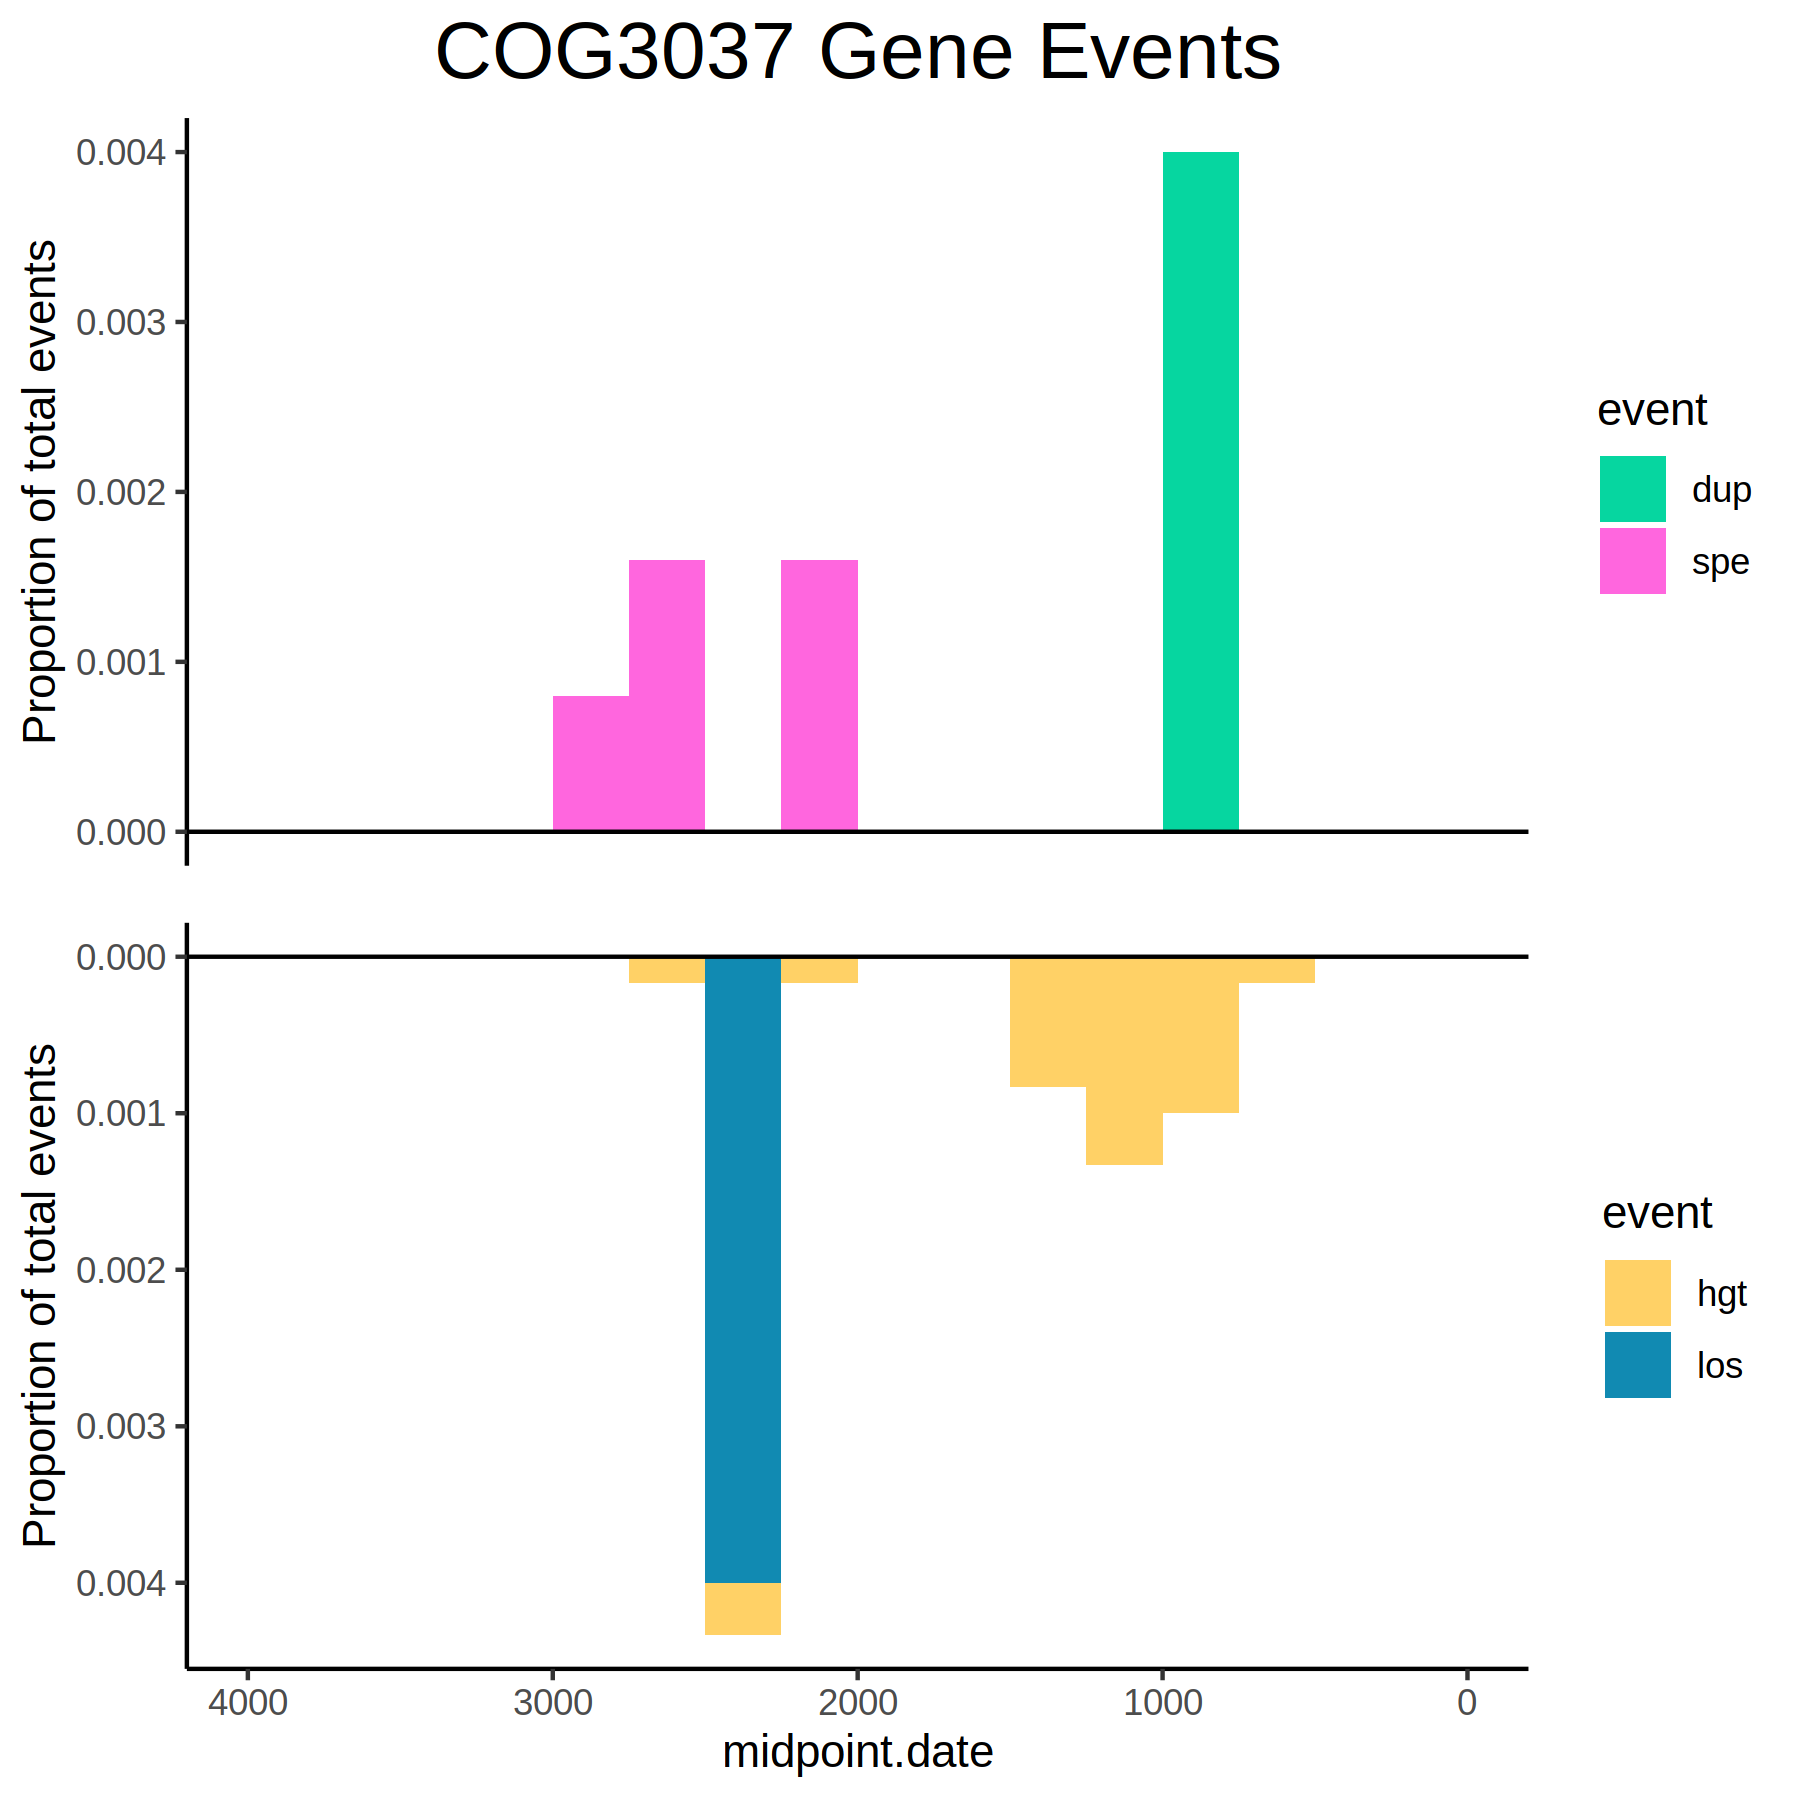 COG3037 Gene Events
Proportion of total events
0.004
0.003
0.002
0.001
0.000
event
dup
spe
Proportion of total events
0.000
0.001
0.002
0.003
0.004
event
hgt
los
4000 3000 2000 1000 0
midpoint.date